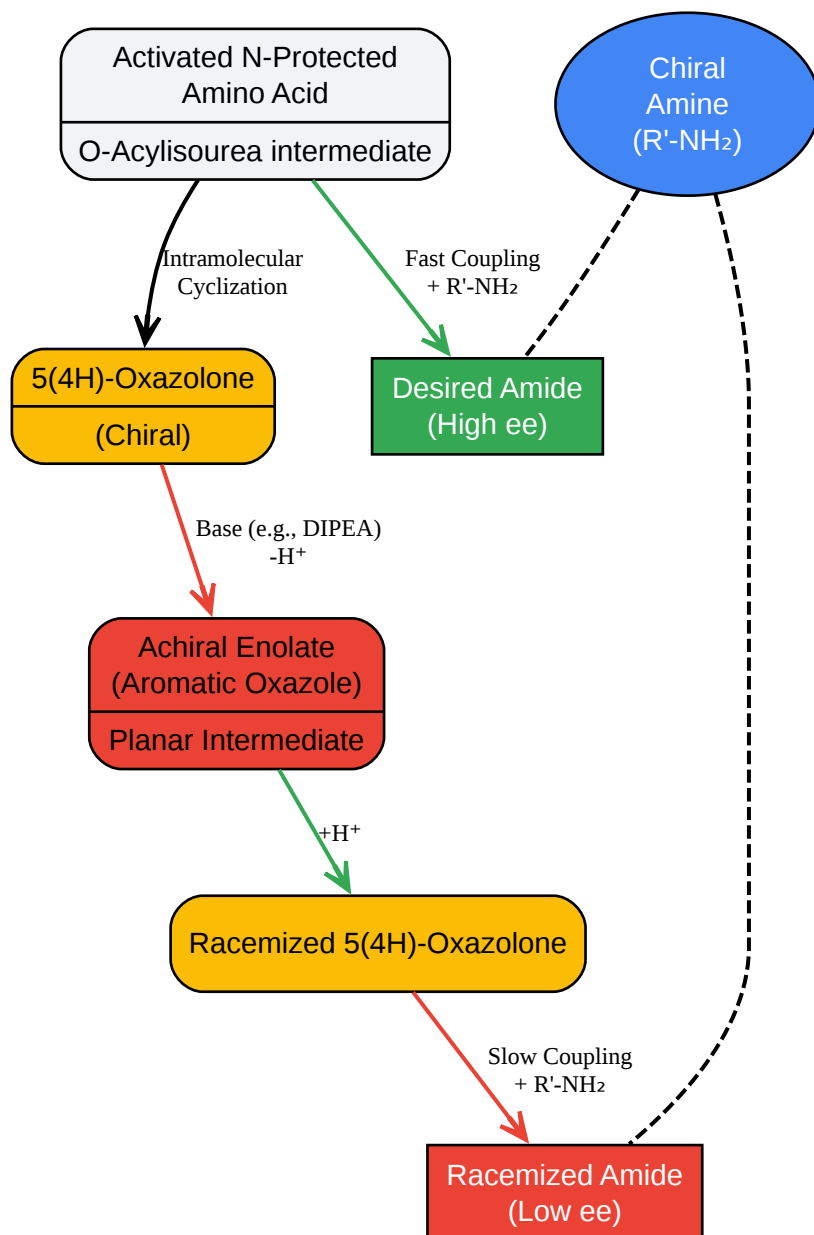 Activated N-Protected
Amino Acid
O-Acylisourea intermediate
Chiral
Amine
(R'-NH₂)
Intramolecular
Cyclization
Fast Coupling
+ R'-NH₂
5(4H)-Oxazolone
(Chiral)
Desired Amide
(High ee)
Base (e.g., DIPEA)
-H⁺
Achiral Enolate
(Aromatic Oxazole)
Planar Intermediate
+H⁺
Racemized 5(4H)-Oxazolone
Slow Coupling
+ R'-NH₂
Racemized Amide
(Low ee)